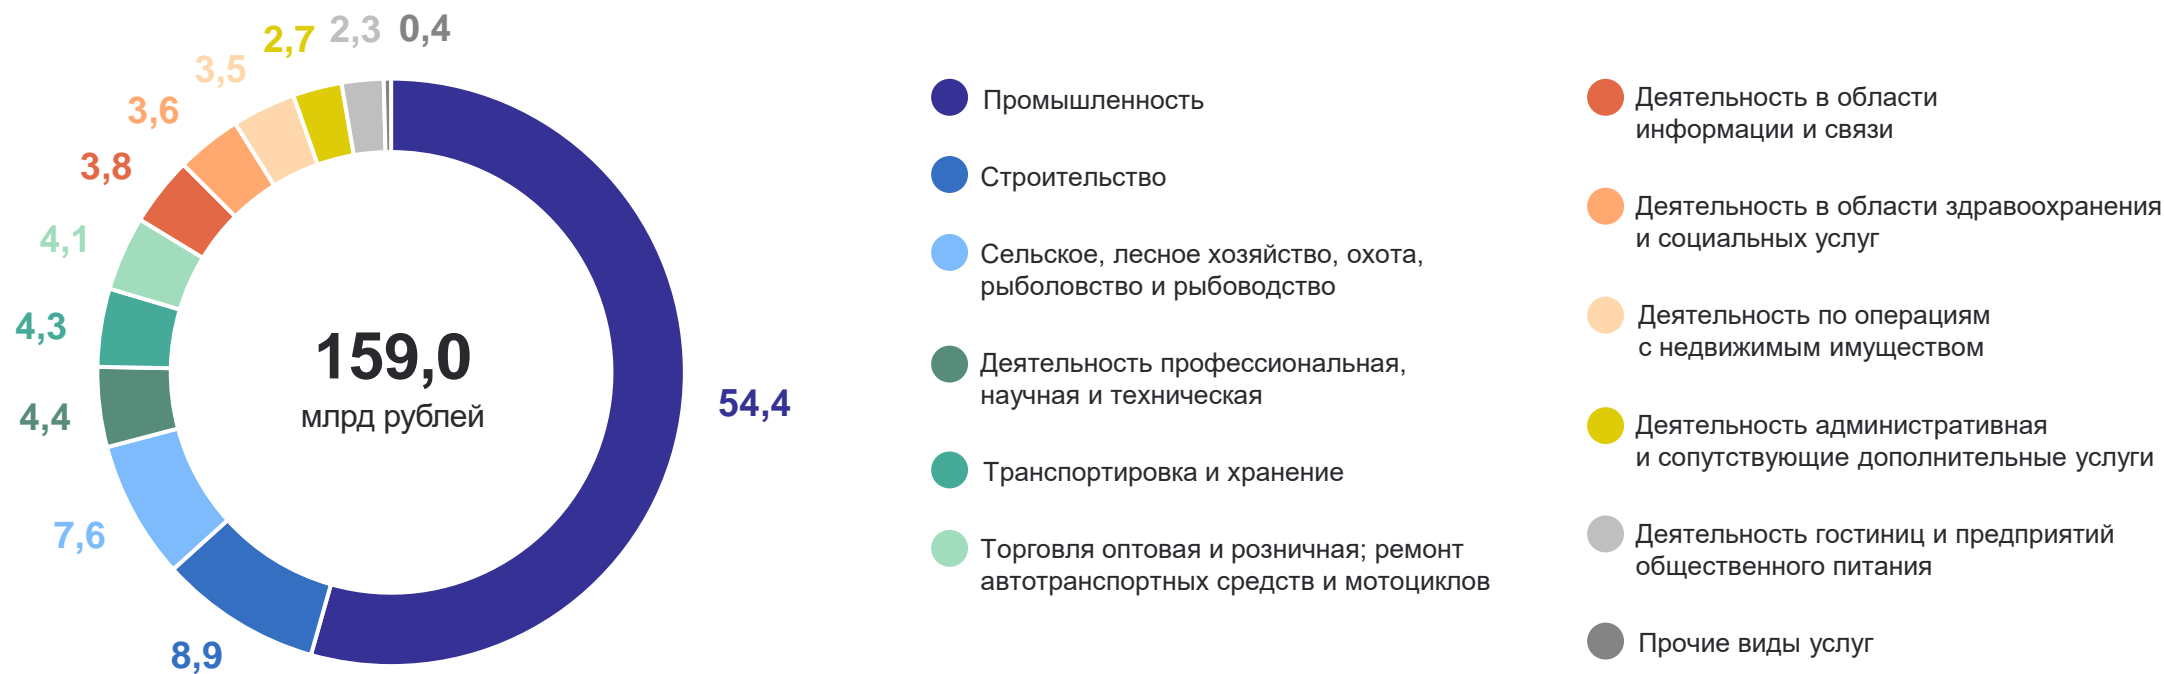 2,7
2,3
0,4
3,5
3,6
3,8
4,1
4,3
4,4
7,6
8,9
54,4
159,0
млрд рублей
Промышленность
Строительство
Сельское, лесное хозяйство, охота,
рыболовство и рыбоводство
Деятельность профессиональная,
научная и техническая
Транспортировка и хранение
Торговля оптовая и розничная; ремонт
автотранспортных средств и мотоциклов
Деятельность в области
информации и связи
Деятельность в области здравоохранения
и социальных услуг
Деятельность по операциям
с недвижимым имуществом
Деятельность административная
и сопутствующие дополнительные услуги
Деятельность гостиниц и предприятий
общественного питания
Прочие виды услуг